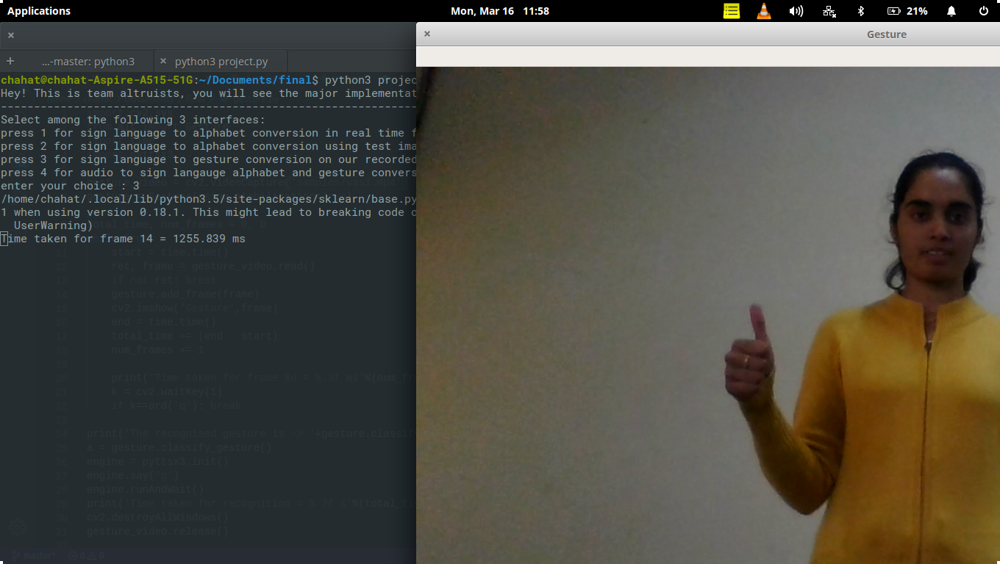 Applications
Mon, Mar 16 11:58
21%
Gesture
...-master: python3
python3 project.py
chahat@chahat-Aspire-A515-51G:~/Documents/final$ python3 projec
Hey! This is team altruists, you will see the major implementat
--------------------------------------------------------------
Select among the following 3 interfaces:
press 1 for sign language to alphabet conversion in real time f
press 2 for sign language to alphabet conversion using test ima
press 3 for sign language to gesture conversion on our recorded
press 4 for audio to sign langauge alphabet and gesture convers
enter your choice : 3
/home/chahat/.local/lib/python3.5/site-packages/sklearn/base.py
1 when using version 0.18.1. This might lead to breaking code o
UserWarning)
otal_time, num_frames = 0, 0
Time taken for frame 14 = 1255.839 ms
start = time.time()
12 ret, frame = gesture_video.read()
13 if not ret: break
14 gesture.add_frame(frame)
15 cv2.imshow('Gesture',frame)
16 end = time.time()
17 total_time += (end - start)
18 num_frames += 1
19
20 print('Time taken for frame %d = %.3f ms'%(num_fr
21 k = cv2.waitKey(1)
22 if k==ord('q'): break
23
24 print('The recognised gesture is -> '+gesture.classif
25 a = gesture.classify_gesture()
26 engine = pyttsx3.init()
27 engine.say('a')
28 engine.runAndWait()
29 print('Time taken for recognition = %.3f s'%(total_ti
30 cv2.destroyAllWindows()
31 gesture_video.release()
master* 0 0